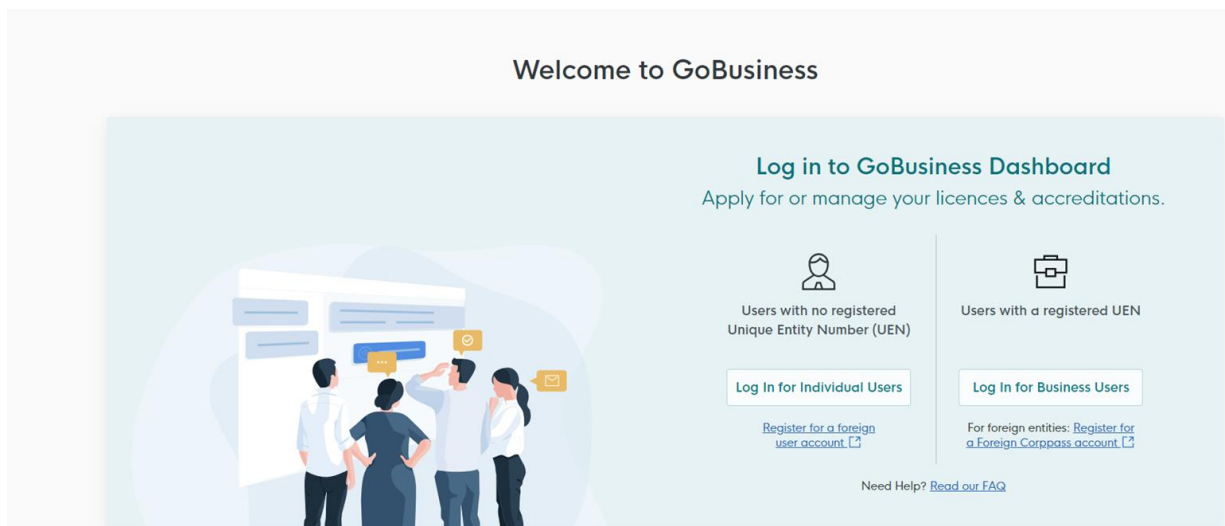 Welcome to GoBusiness
Log in to GoBusiness Dashboard
Apply for or manage your licences & accreditations.
Users with no registered
Unique Entity Number (UEN)
Log In for Individual Users
Register for a foreign
user account
Users with a registered UEN
Log In for Business Users
For foreign entities: Register for
a Foreign Corppass account
Need Help? Read our FAQ